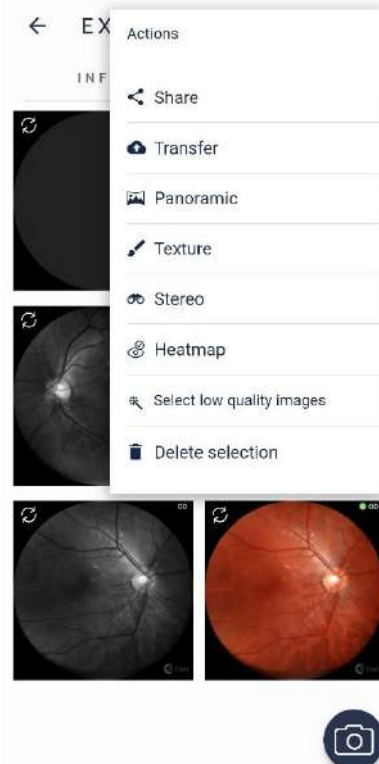 EX
Actions
INF
Share
Transfer
Panoramic
Texture
Stereo
Heatmap
Select low quality images
Delete selection
OD
OD